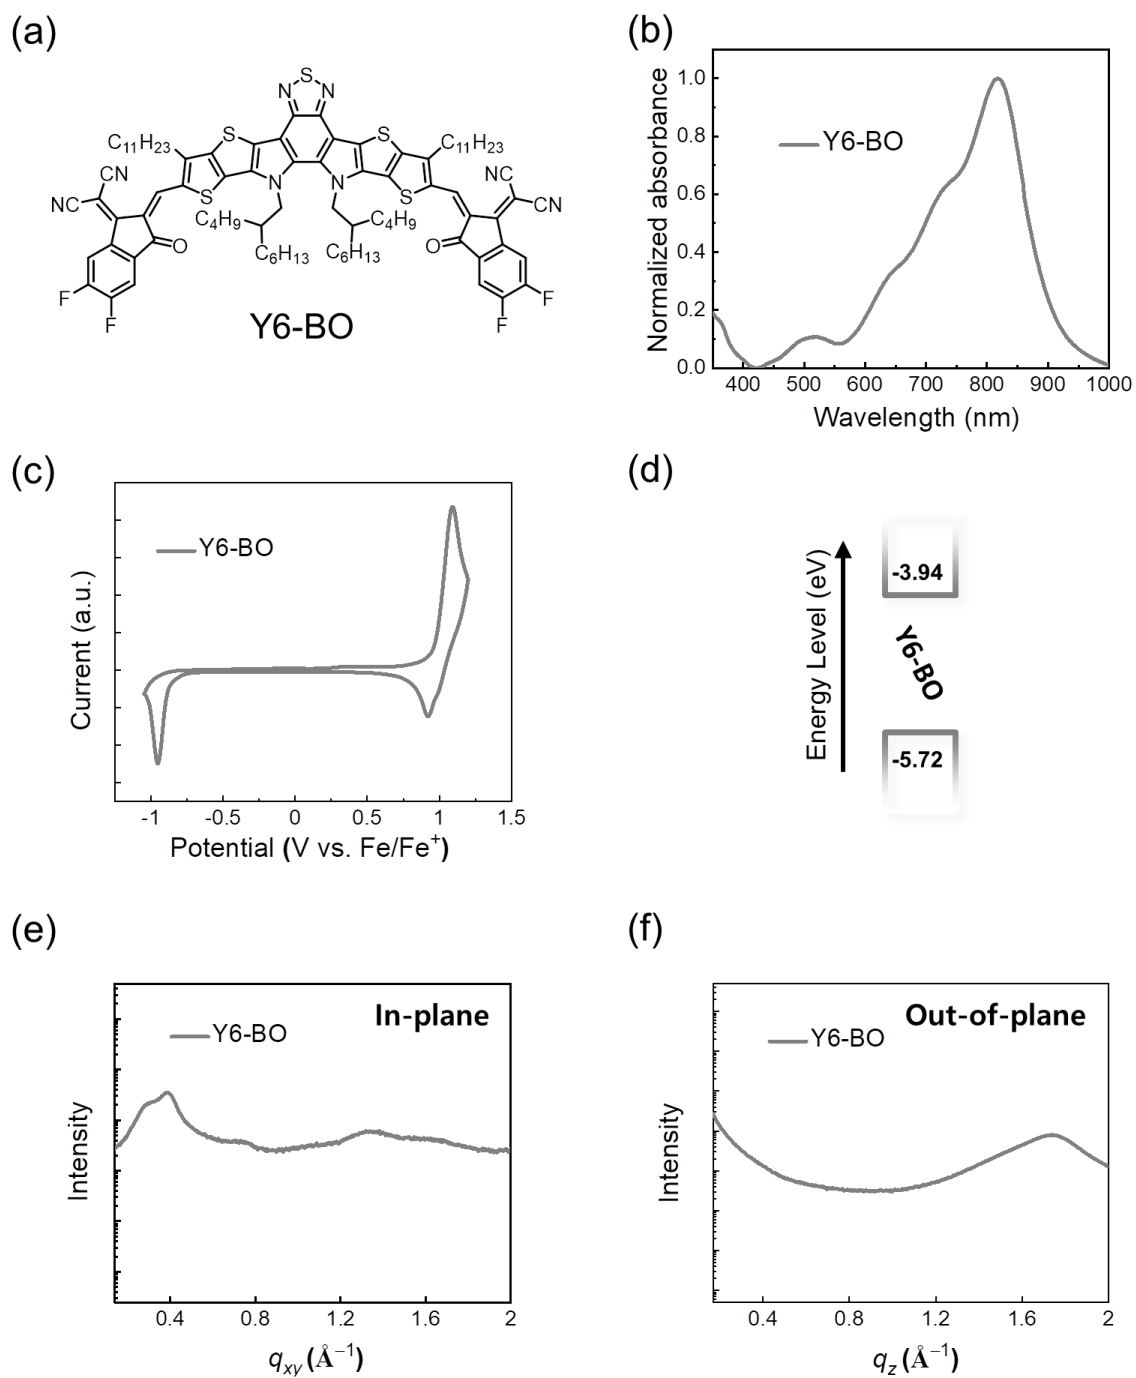 (a)
S
N N
C11H23 S S C11H23
CN CN
NC S N N S CN
C4H9 C4H9
O O
C6H13 C6H13
F F
F F
Y6-BO
(b)
Normalized absorbance
1.0
0.8
0.6
0.4
0.2
0.0
Y6-BO
400 500 600 700 800 900 1000
Wavelength (nm)
(c)
Current (a.u.)
Y6-BO
-1 -0.5 0 0.5 1 1.5
Potential (V vs. Fe/Fe⁺)
(d)
Energy Level (eV)
-3.94
Y6-BO
-5.72
(e)
Intensity
In-plane
Y6-BO
0.4 0.8 1.2 1.6 2
qxy (Å⁻¹)
(f)
Intensity
Out-of-plane
Y6-BO
0.4 0.8 1.2 1.6 2
qz (Å⁻¹)